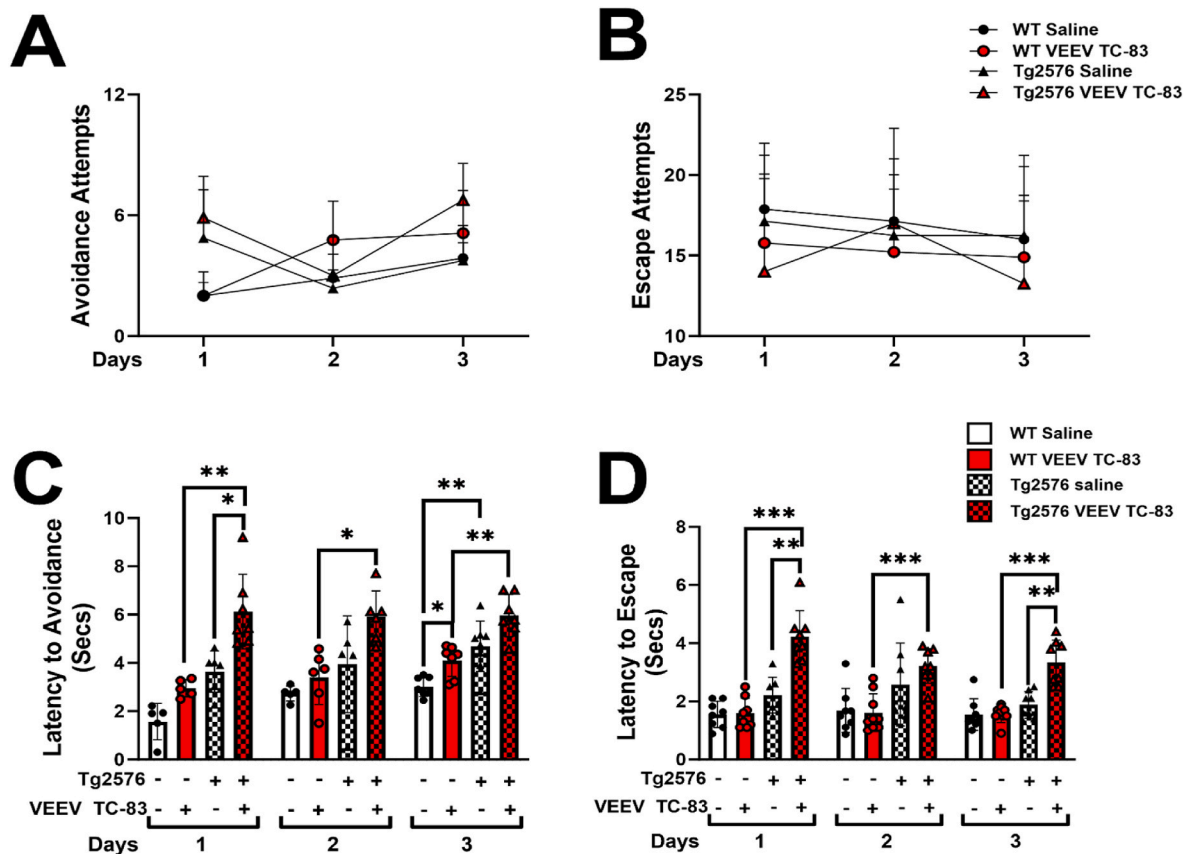 A
B
WT Saline
WT VEEV TC-83
Tg2576 Saline
Tg2576 VEEV TC-83
Avoidance Attempts
12
6
0
Days 1 2 3
Escape Attempts
25
20
15
10
Days 1 2 3
WT Saline
WT VEEV TC-83
Tg2576 saline
Tg2576 VEEV TC-83
C
Latency to Avoidance
(Secs)
10
8
6
4
2
0
** * * ** * **
Tg2576 - - + + - - + + - - + +
VEEV TC-83 - + - + - + - + - + - +
Days 1 2 3
D
Latency to Escape
(Secs)
8
6
4
2
0
*** ** *** *** **
Tg2576 - - + + - - + + - - + +
VEEV TC-83 - + - + - + - + - + - +
Days 1 2 3